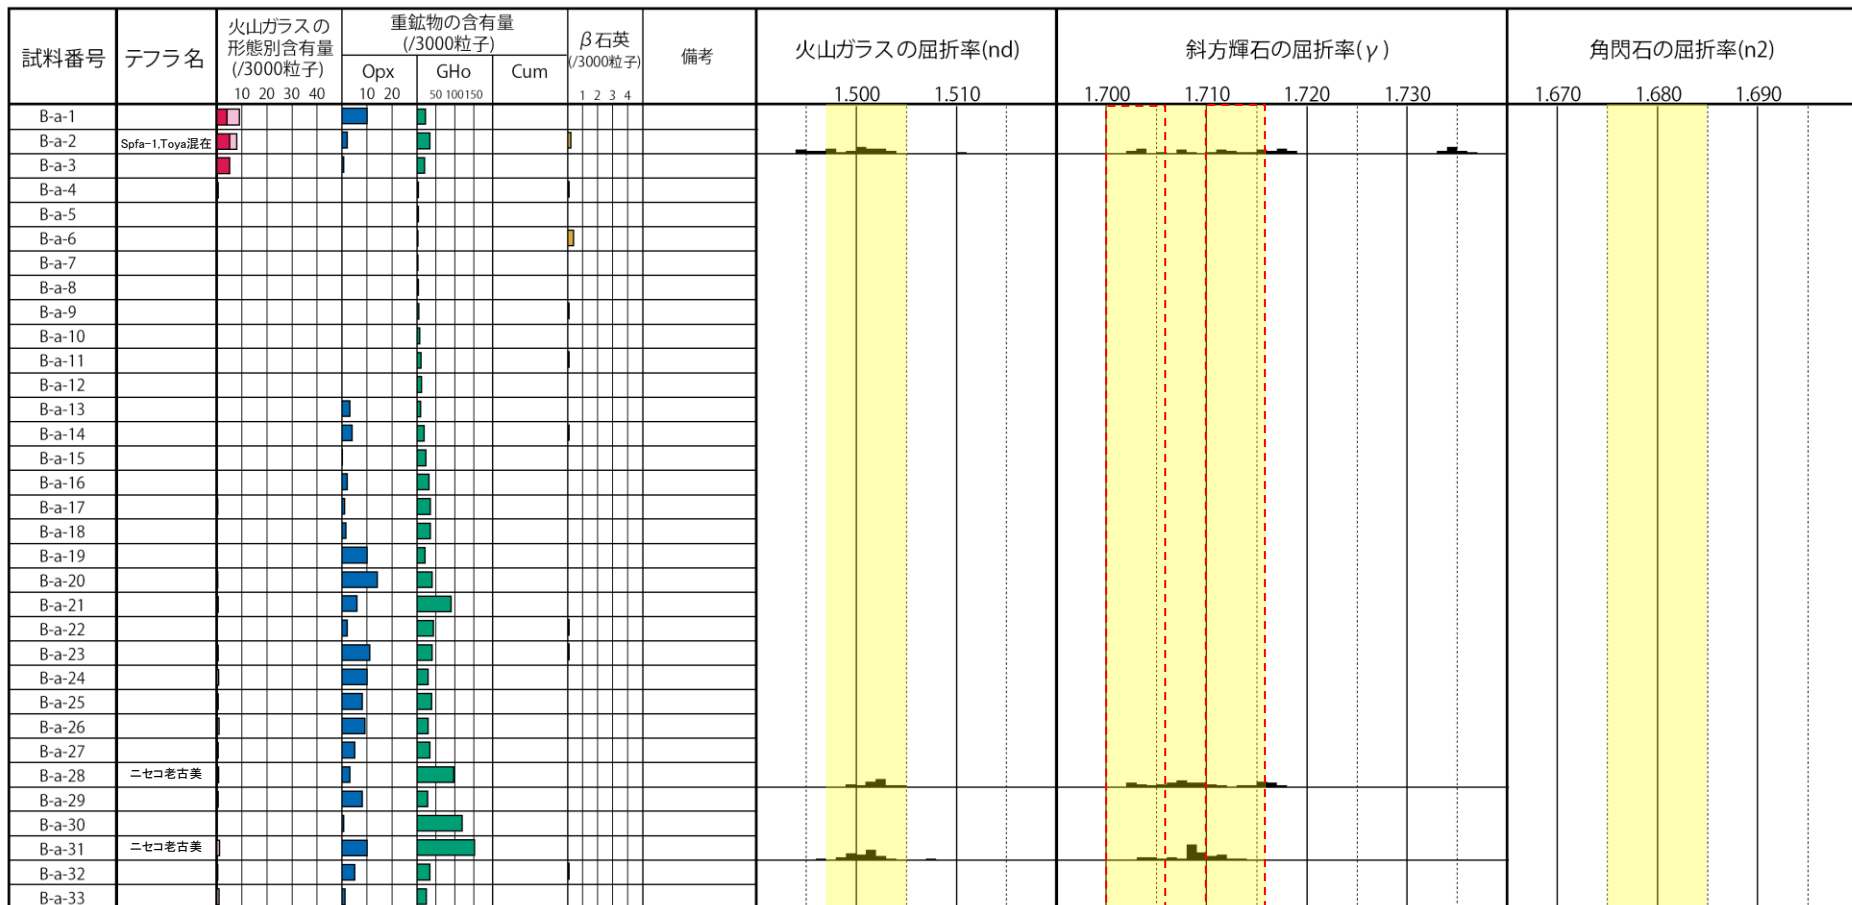 試料番号
テフラ名
火山ガラスの
形態別含有量
(/3000粒子)
10 20 30 40
重鉱物の含有量
(/3000粒子)
Opx
GHo
Cum
10 20
50 100 150
β石英
(/3000粒子)
1 2 3 4
備考
火山ガラスの屈折率(nd)
1.500 1.510
斜方輝石の屈折率(γ)
1.700 1.710 1.720 1.730
角閃石の屈折率(n2)
1.670 1.680 1.690
B-a-1
B-a-2 Spfa-1,Toya混在
B-a-3
B-a-4
B-a-5
B-a-6
B-a-7
B-a-8
B-a-9
B-a-10
B-a-11
B-a-12
B-a-13
B-a-14
B-a-15
B-a-16
B-a-17
B-a-18
B-a-19
B-a-20
B-a-21
B-a-22
B-a-23
B-a-24
B-a-25
B-a-26
B-a-27
B-a-28 ニセコ老古美
B-a-29
B-a-30
B-a-31 ニセコ老古美
B-a-32
B-a-33